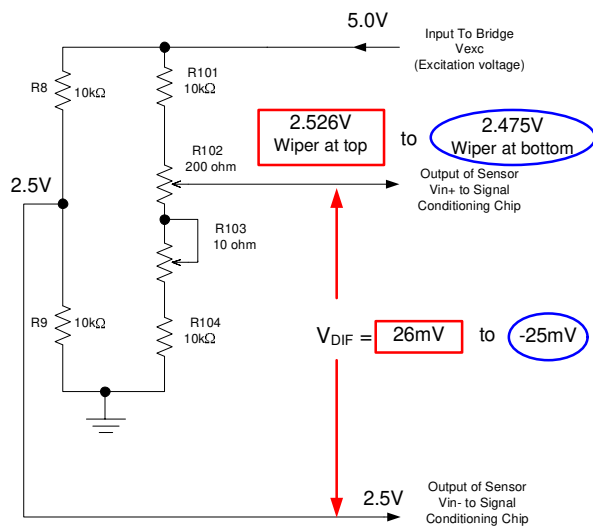 5.0V
Input To Bridge
Vexc
(Excitation voltage)
R8
10kΩ
R101
10kΩ
2.526V
Wiper at top
to
2.475V
Wiper at bottom
R102
200 ohm
2.5V
Output of Sensor
Vin+ to Signal
Conditioning Chip
R103
10 ohm
R9
10kΩ
R104
10kΩ
VDIF = 26mV to -25mV
2.5V
Output of Sensor
Vin- to Signal
Conditioning Chip